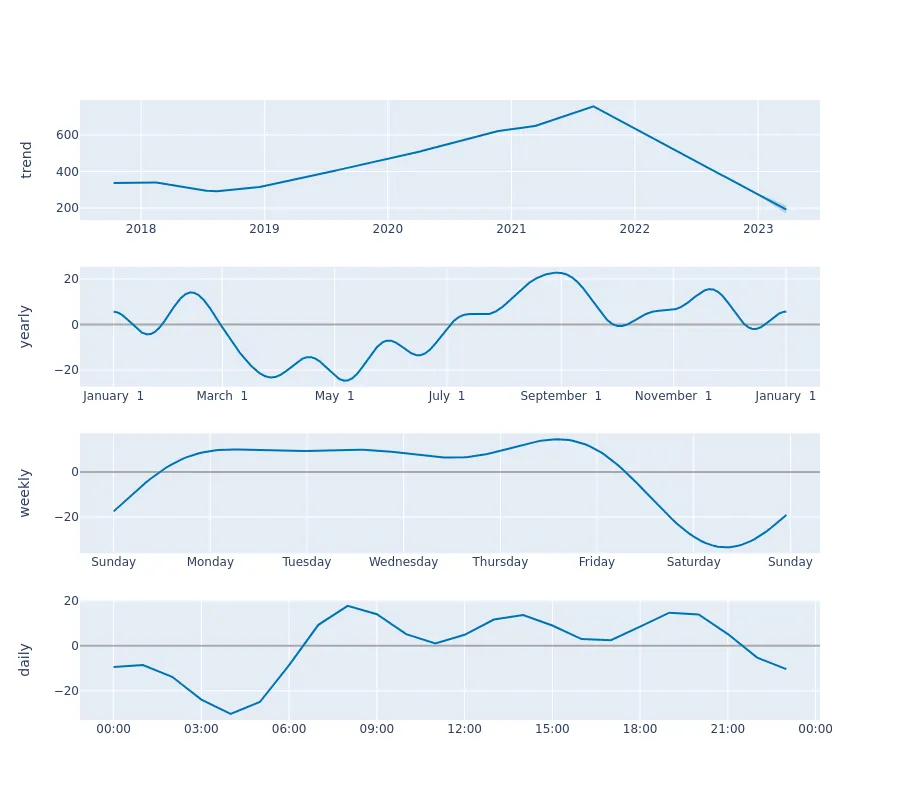 trend
600
400
200
2018 2019 2020 2021 2022 2023
yearly
20
0
−20
January 1 March 1 May 1 July 1 September 1 November 1 January 1
weekly
0
−20
Sunday Monday Tuesday Wednesday Thursday Friday Saturday Sunday
daily
20
0
−20
00:00 03:00 06:00 09:00 12:00 15:00 18:00 21:00 00:00